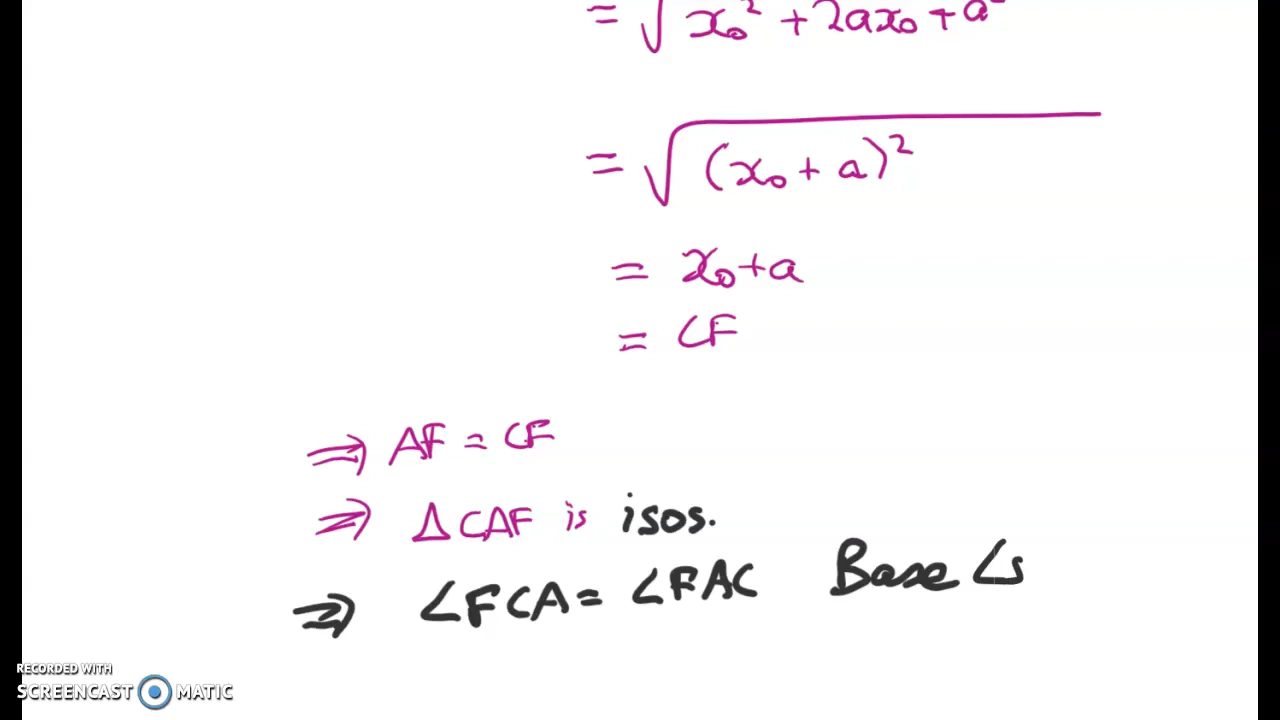 = √x₀² + 2ax₀ + a²
= √(x₀ + a)²
= x₀ + a
= CF
⇒ AF = CF
⇒ ΔCAF is isos.
⇒ ∠FCA = ∠FAC Base ∠s
RECORDED WITH
SCREENCAST MATIC